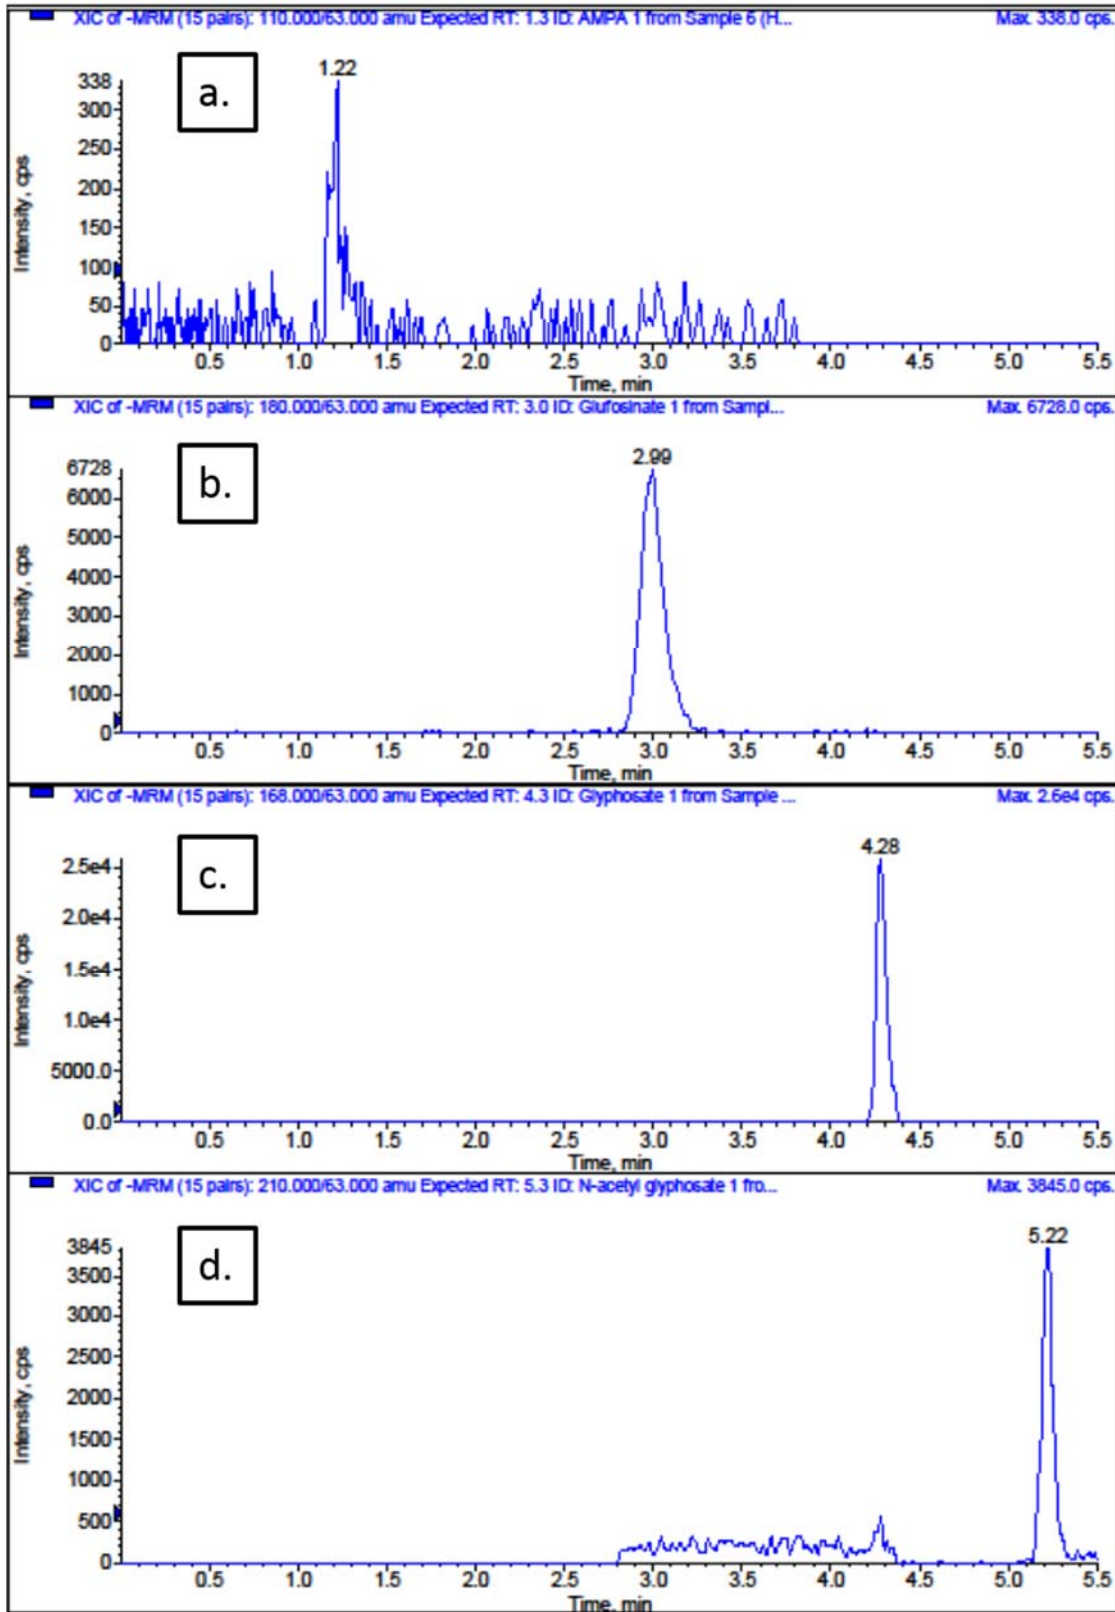 XIC of -MRM (15 pairs): 110.000/63.000 amu Expected RT: 1.3 ID: AMPA 1 from Sample 6 (H... Max. 338.0 cps.
1.22
a.
338
300
250
200
150
100
50
0
Intensity, cps
0.5 1.0 1.5 2.0 2.5 3.0 3.5 4.0 4.5 5.0 5.5
Time, min
XIC of -MRM (15 pairs): 180.000/63.000 amu Expected RT: 3.0 ID: Glufosinate 1 from Sampl... Max. 6728.0 cps.
2.99
b.
6728
6000
5000
4000
3000
2000
1000
0
Intensity, cps
0.5 1.0 1.5 2.0 2.5 3.0 3.5 4.0 4.5 5.0 5.5
Time, min
XIC of -MRM (15 pairs): 168.000/63.000 amu Expected RT: 4.3 ID: Glyphosate 1 from Sample ... Max. 2.6e4 cps.
4.28
c.
2.5e4
2.0e4
1.5e4
1.0e4
5000.0
0.0
Intensity, cps
0.5 1.0 1.5 2.0 2.5 3.0 3.5 4.0 4.5 5.0 5.5
Time, min
XIC of -MRM (15 pairs): 210.000/63.000 amu Expected RT: 5.3 ID: N-acetyl glyphosate 1 fro... Max. 3845.0 cps.
5.22
d.
3845
3500
3000
2500
2000
1500
1000
500
0
Intensity, cps
0.5 1.0 1.5 2.0 2.5 3.0 3.5 4.0 4.5 5.0 5.5
Time, min